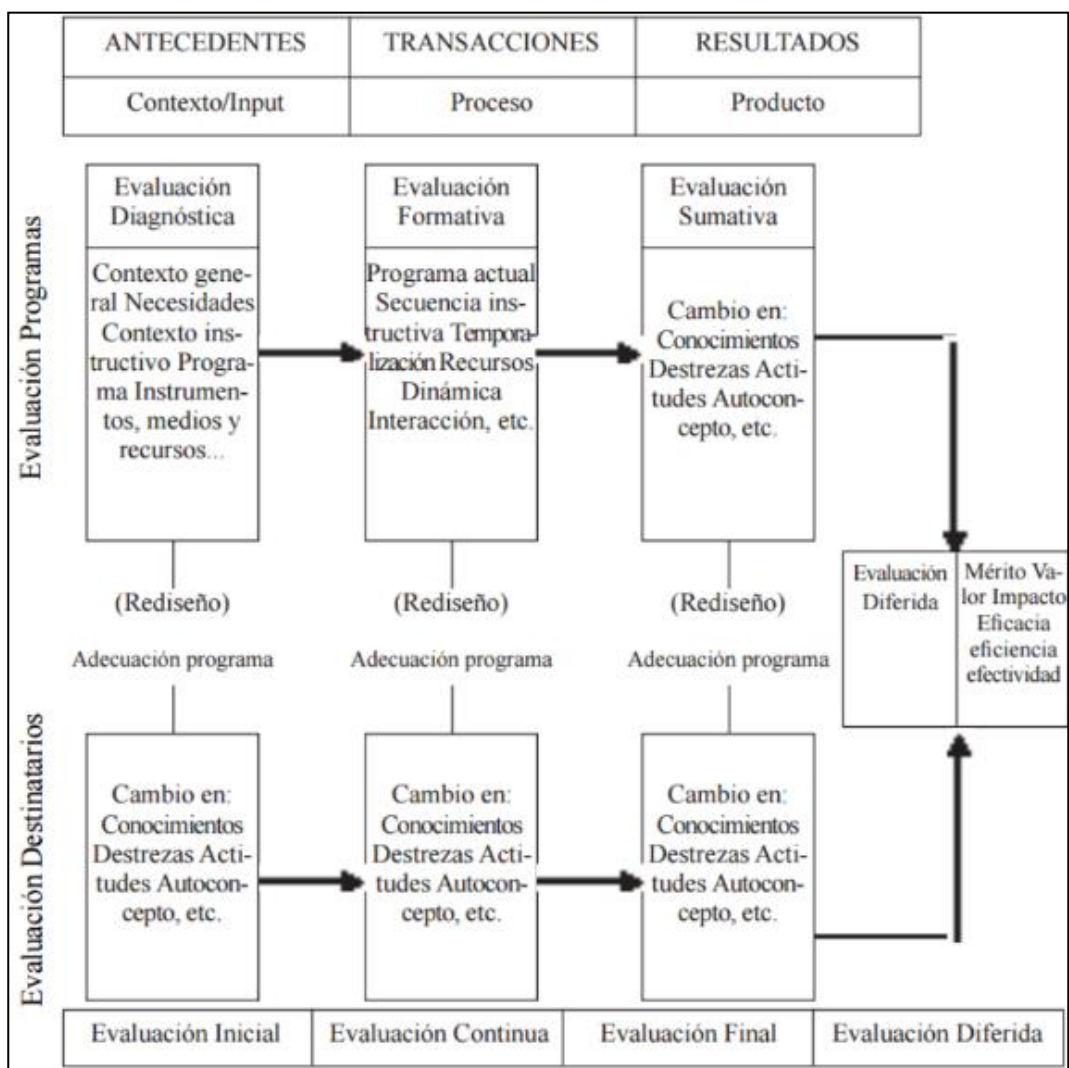 ANTECEDENTES
TRANSACCIONES
RESULTADOS
Contexto/Input
Proceso
Producto
Evaluación Programas
Evaluación
Diagnóstica
Contexto gene-
ral Necesidades
Contexto ins-
tructivo Progra-
ma Instrumen-
tos, medios y
recursos...
Evaluación
Formativa
Programa actual
Secuencia ins-
tructiva Tempora-
lización Recursos
Dinámica
Interacción, etc.
Evaluación
Sumativa
Cambio en:
Conocimientos
Destrezas Acti-
tudes Autocon-
cepto, etc.
(Rediseño)
(Rediseño)
(Rediseño)
Adecuación programa
Adecuación programa
Adecuación programa
Evaluación
Diferida
Mérito Va-
lor Impacto
Eficacia
eficiencia
efectividad
Evaluación Destinatarios
Cambio en:
Conocimientos
Destrezas Acti-
tudes Autocon-
cepto, etc.
Cambio en:
Conocimientos
Destrezas Acti-
tudes Autocon-
cepto, etc.
Cambio en:
Conocimientos
Destrezas Acti-
tudes Autocon-
cepto, etc.
Evaluación Inicial
Evaluación Continua
Evaluación Final
Evaluación Diferida